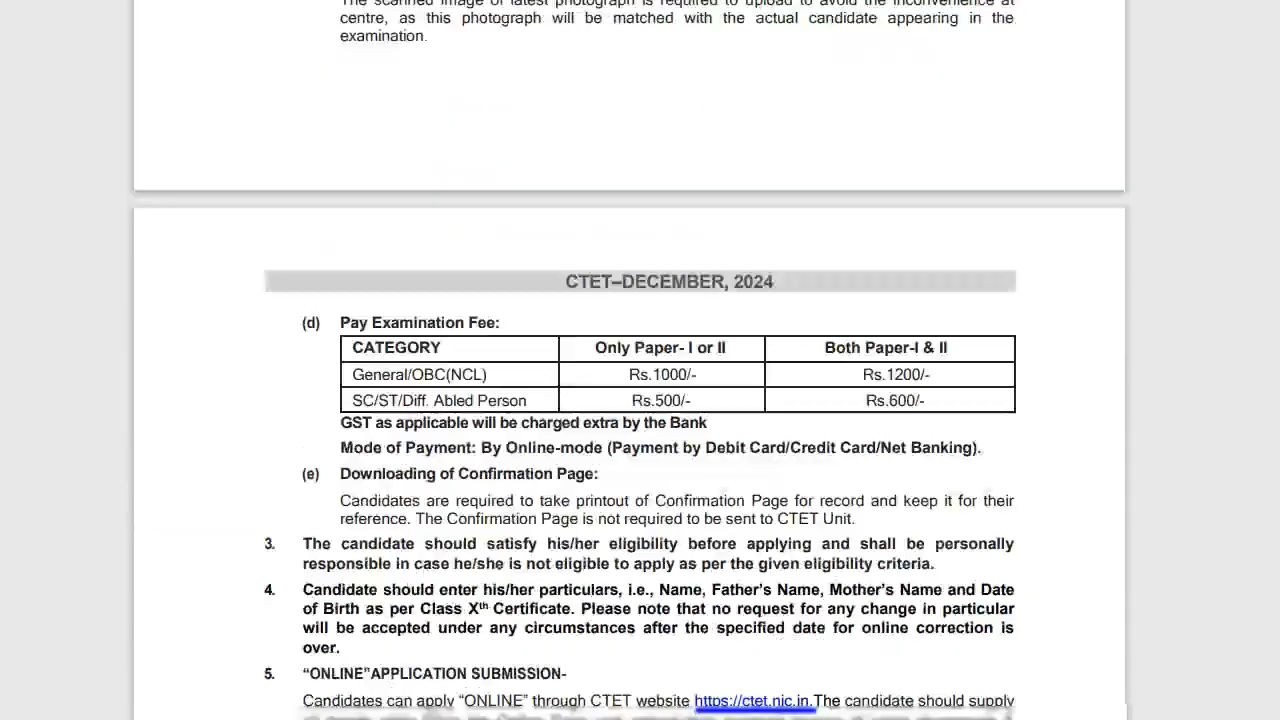 The scanned image of latest photograph is required to upload to avoid the inconvenience at
centre, as this photograph will be matched with the actual candidate appearing in the
examination.
CTET–DECEMBER, 2024
(d) Pay Examination Fee:
CATEGORY Only Paper- I or II Both Paper-I & II
General/OBC(NCL) Rs.1000/- Rs.1200/-
SC/ST/Diff. Abled Person Rs.500/- Rs.600/-
GST as applicable will be charged extra by the Bank
Mode of Payment: By Online-mode (Payment by Debit Card/Credit Card/Net Banking).
(e) Downloading of Confirmation Page:
Candidates are required to take printout of Confirmation Page for record and keep it for their
reference. The Confirmation Page is not required to be sent to CTET Unit.
3. The candidate should satisfy his/her eligibility before applying and shall be personally
responsible in case he/she is not eligible to apply as per the given eligibility criteria.
4. Candidate should enter his/her particulars, i.e., Name, Father’s Name, Mother’s Name and Date
of Birth as per Class Xth Certificate. Please note that no request for any change in particular
will be accepted under any circumstances after the specified date for online correction is
over.
5. “ONLINE”APPLICATION SUBMISSION-
Candidates can apply “ONLINE” through CTET website https://ctet.nic.in.The candidate should supply